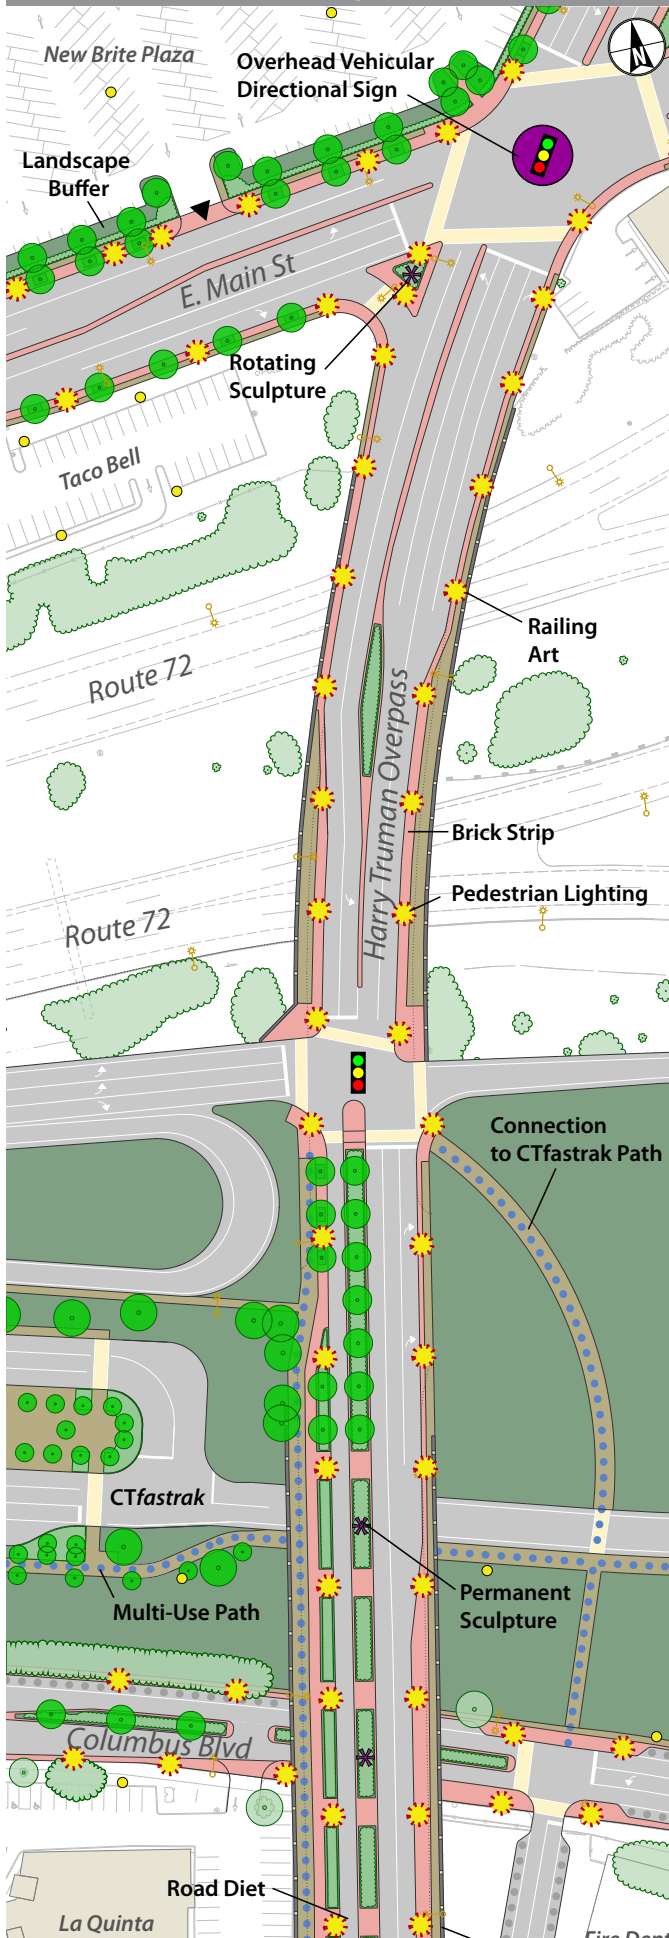 New Brite Plaza
Overhead Vehicular
Directional Sign
N
Landscape
Buffer
E. Main St
Rotating
Sculpture
Taco Bell
Railing
Art
Route 72
Harry Truman Overpass
Brick Strip
Pedestrian Lighting
Route 72
Connection
to CTfastrak Path
CTfastrak
Permanent
Sculpture
Multi-Use Path
Columbus Blvd
Road Diet
La Quinta